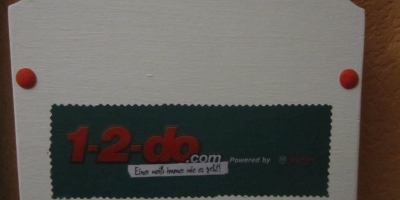 1-2-do.com Powered by
Einer weiß immer wie es geht!